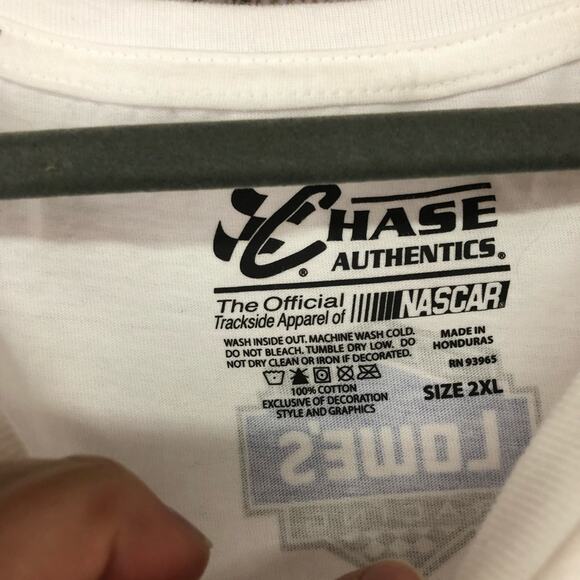 CHASE
AUTHENTICS®
The Official
Trackside Apparel of
NASCAR®
WASH INSIDE OUT. MACHINE WASH COLD.
DO NOT BLEACH. TUMBLE DRY LOW. DO
NOT DRY CLEAN OR IRON IF DECORATED.
100% COTTON
EXCLUSIVE OF DECORATION
STYLE AND GRAPHICS
MADE IN
HONDURAS
RN 93965
SIZE 2XL
LOWE'S